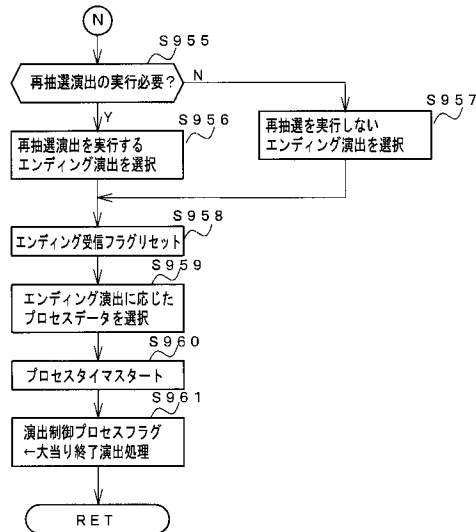 N
S955
再抽選演出の実行必要？
N
Y
S956
再抽選演出を実行する
エンディング演出を選択
S957
再抽選を実行しない
エンディング演出を選択
S958
エンディング受信フラグリセット
S959
エンディング演出に応じた
プロセスデータを選択
S960
プロセスタイマスタート
S961
演出制御プロセスフラグ
←大当り終了演出処理
RET